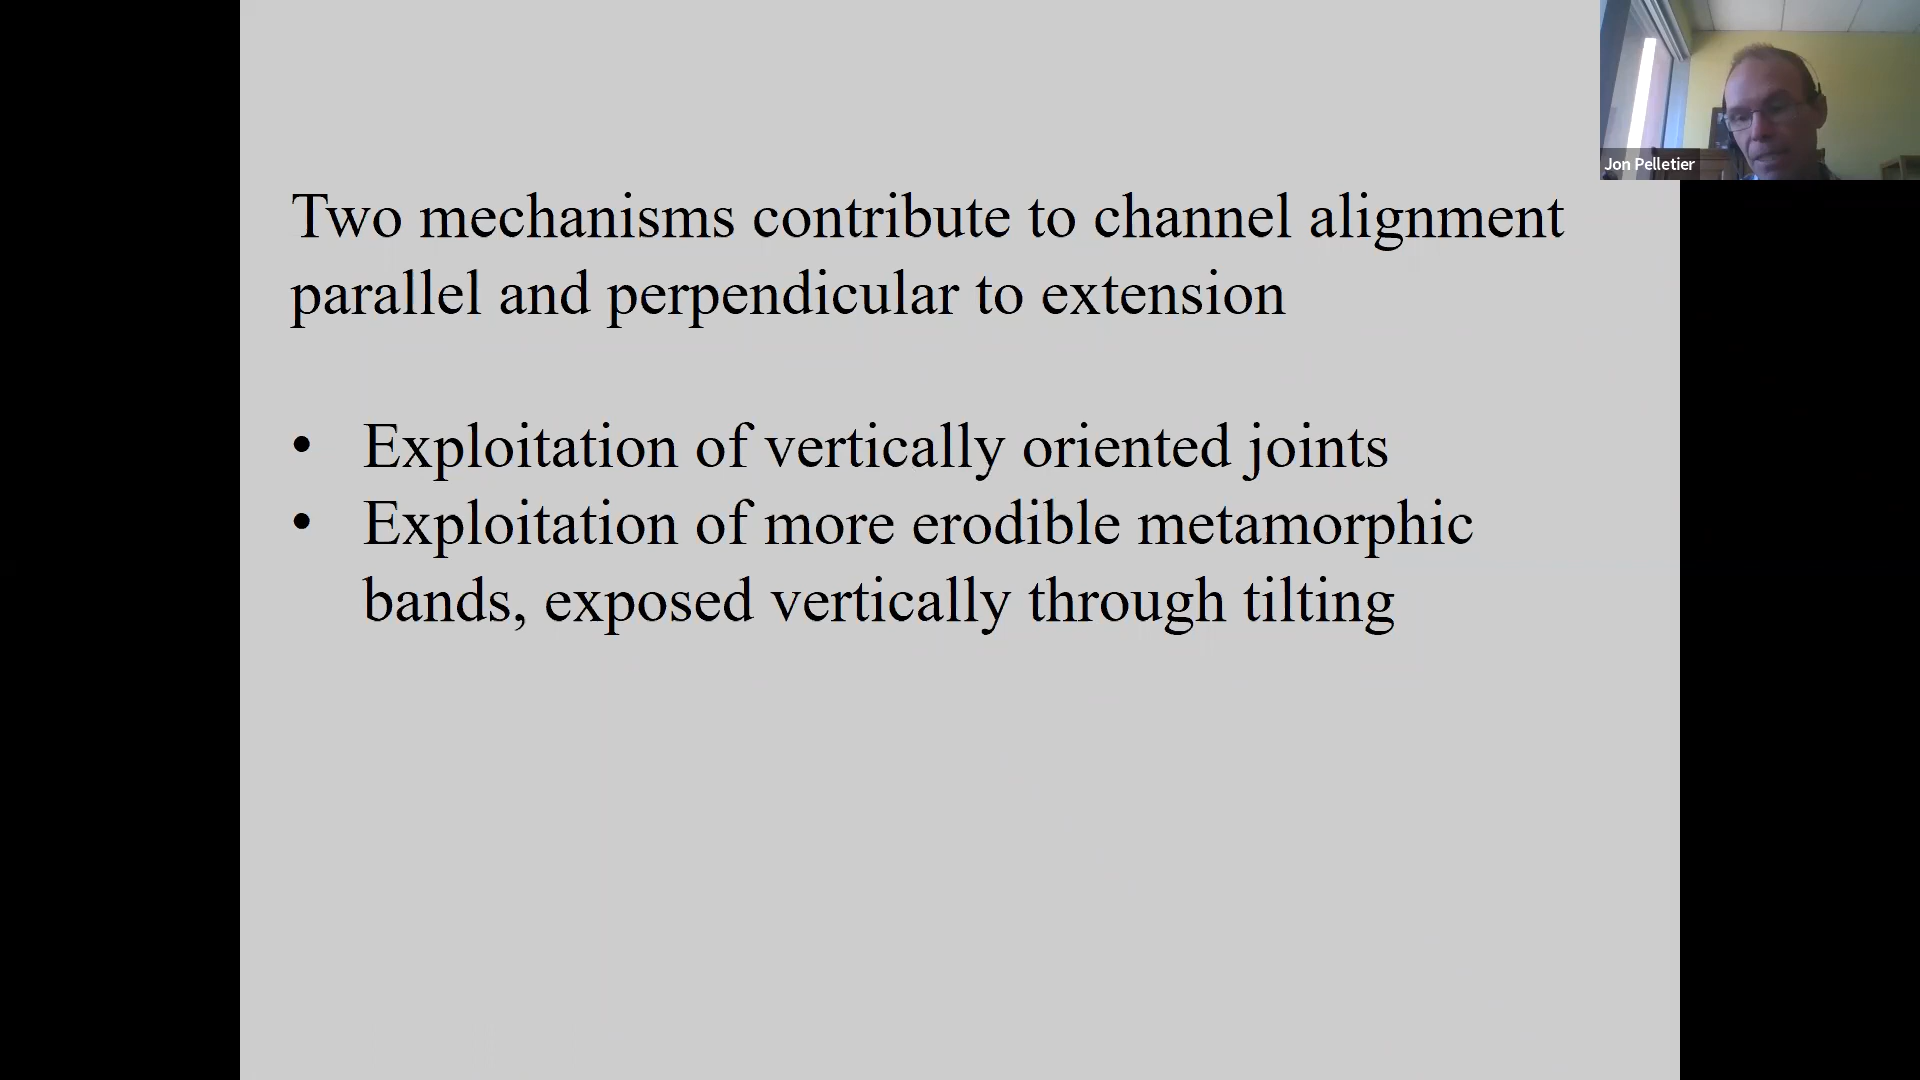 Jon Pelletier
Two mechanisms contribute to channel alignment
parallel and perpendicular to extension
• Exploitation of vertically oriented joints
• Exploitation of more erodible metamorphic
bands, exposed vertically through tilting